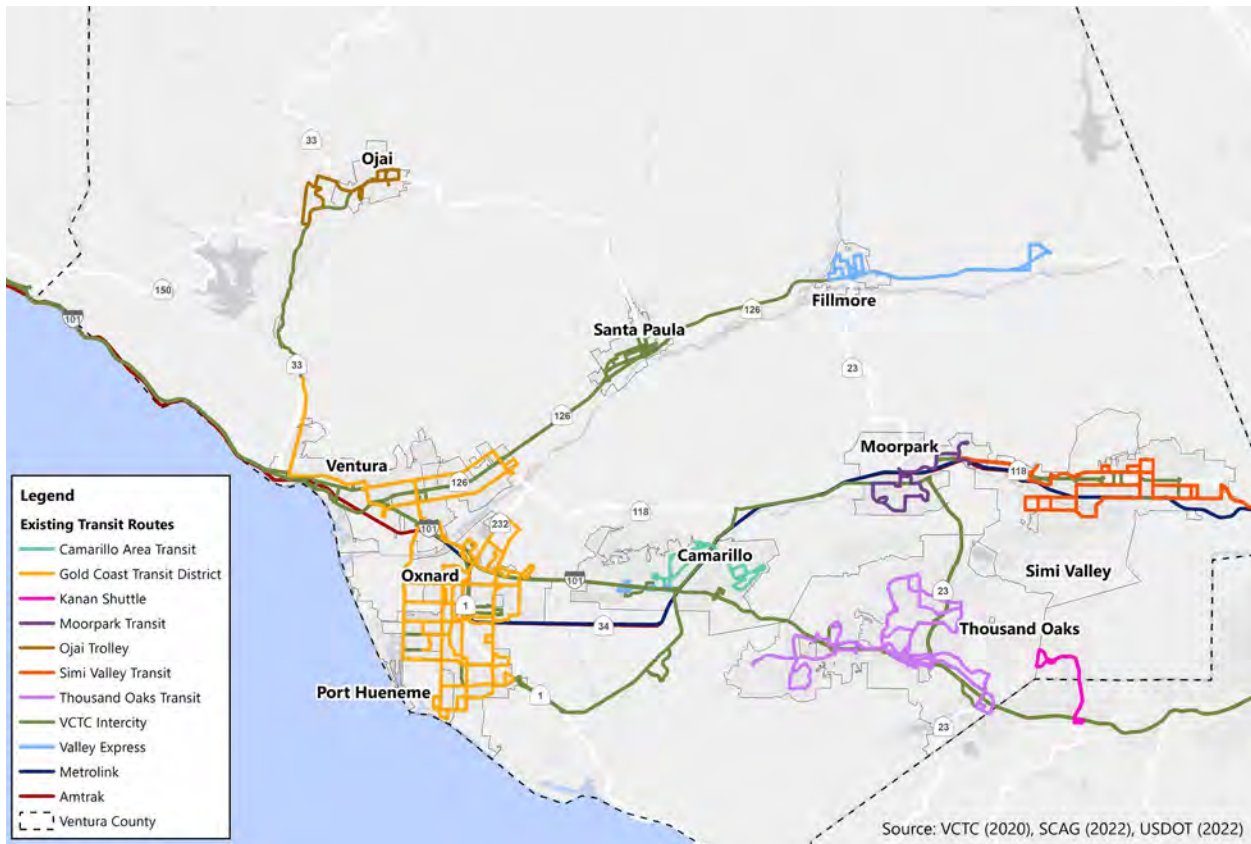 33
Ojai
150
101
Fillmore
Santa Paula
126
126
33
23
126
Ventura
Moorpark
126
118
118
232
101
Camarillo
Oxnard
101
Simi Valley
1
34
23
Thousand Oaks
Port Hueneme
1
23
Legend
Existing Transit Routes
Camarillo Area Transit
Gold Coast Transit District
Kanan Shuttle
Moorpark Transit
Ojai Trolley
Simi Valley Transit
Thousand Oaks Transit
VCTC Intercity
Valley Express
Metrolink
Amtrak
Ventura County
Source: VCTC (2020), SCAG (2022), USDOT (2022)